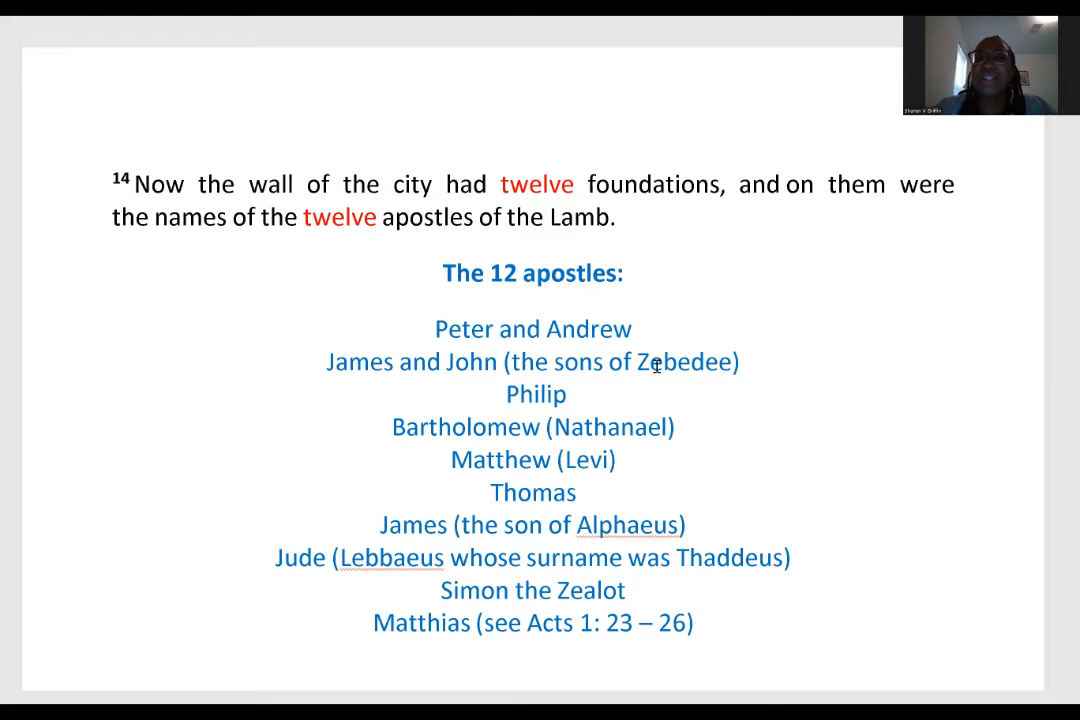 Sharon V Griffin
14 Now the wall of the city had twelve foundations, and on them were
the names of the twelve apostles of the Lamb.
The 12 apostles:
Peter and Andrew
James and John (the sons of Zebedee)
Philip
Bartholomew (Nathanael)
Matthew (Levi)
Thomas
James (the son of Alphaeus)
Jude (Lebbaeus whose surname was Thaddeus)
Simon the Zealot
Matthias (see Acts 1: 23 – 26)